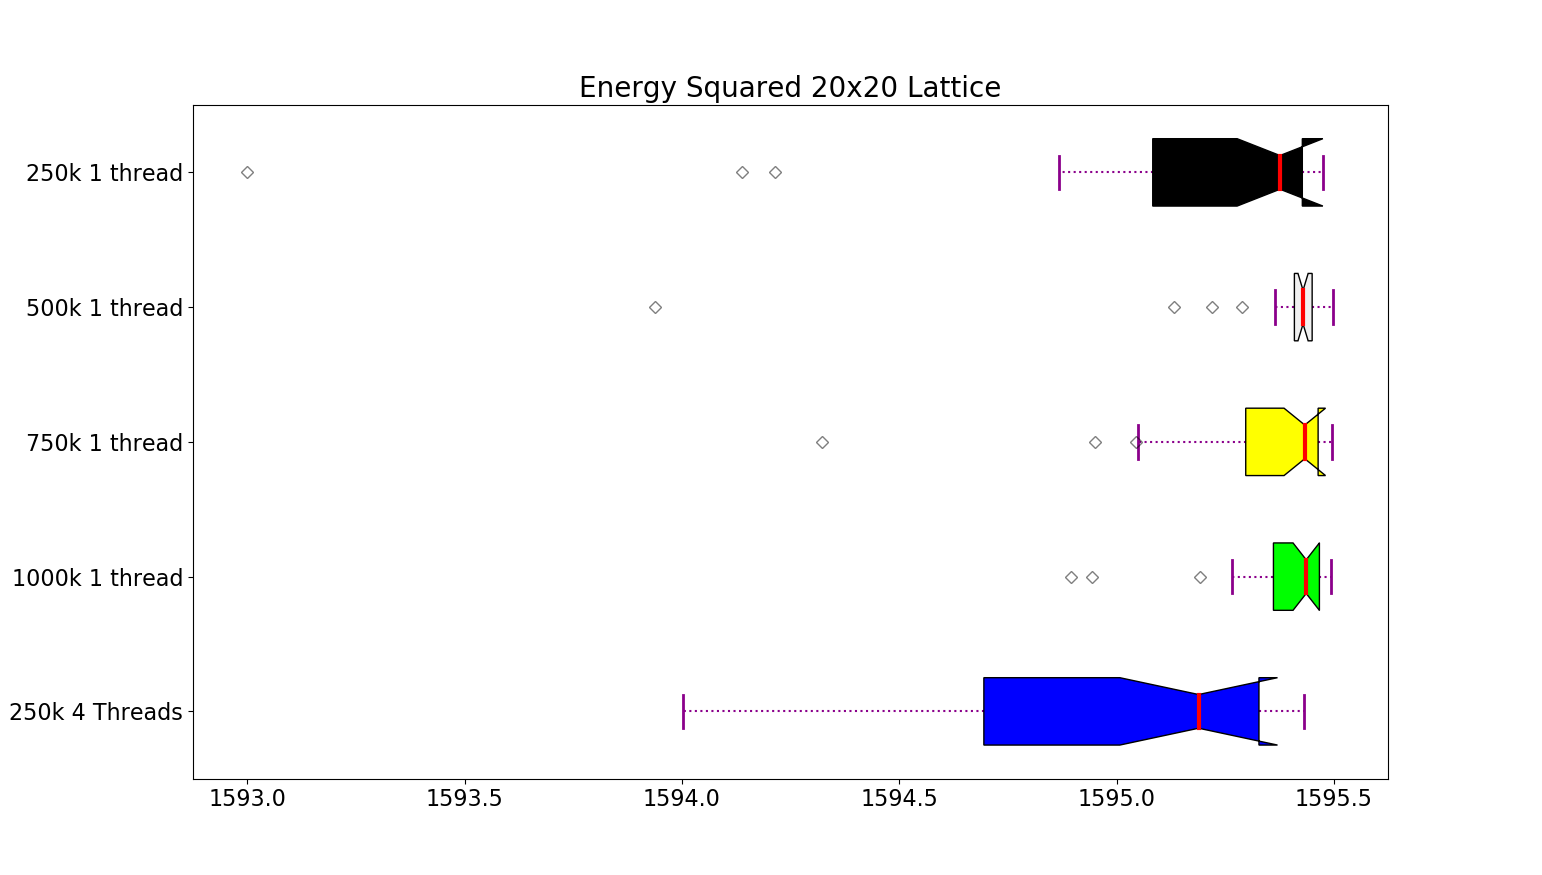 Energy Squared 20x20 Lattice
250k 1 thread
500k 1 thread
750k 1 thread
1000k 1 thread
250k 4 Threads
1593.0 1593.5 1594.0 1594.5 1595.0 1595.5